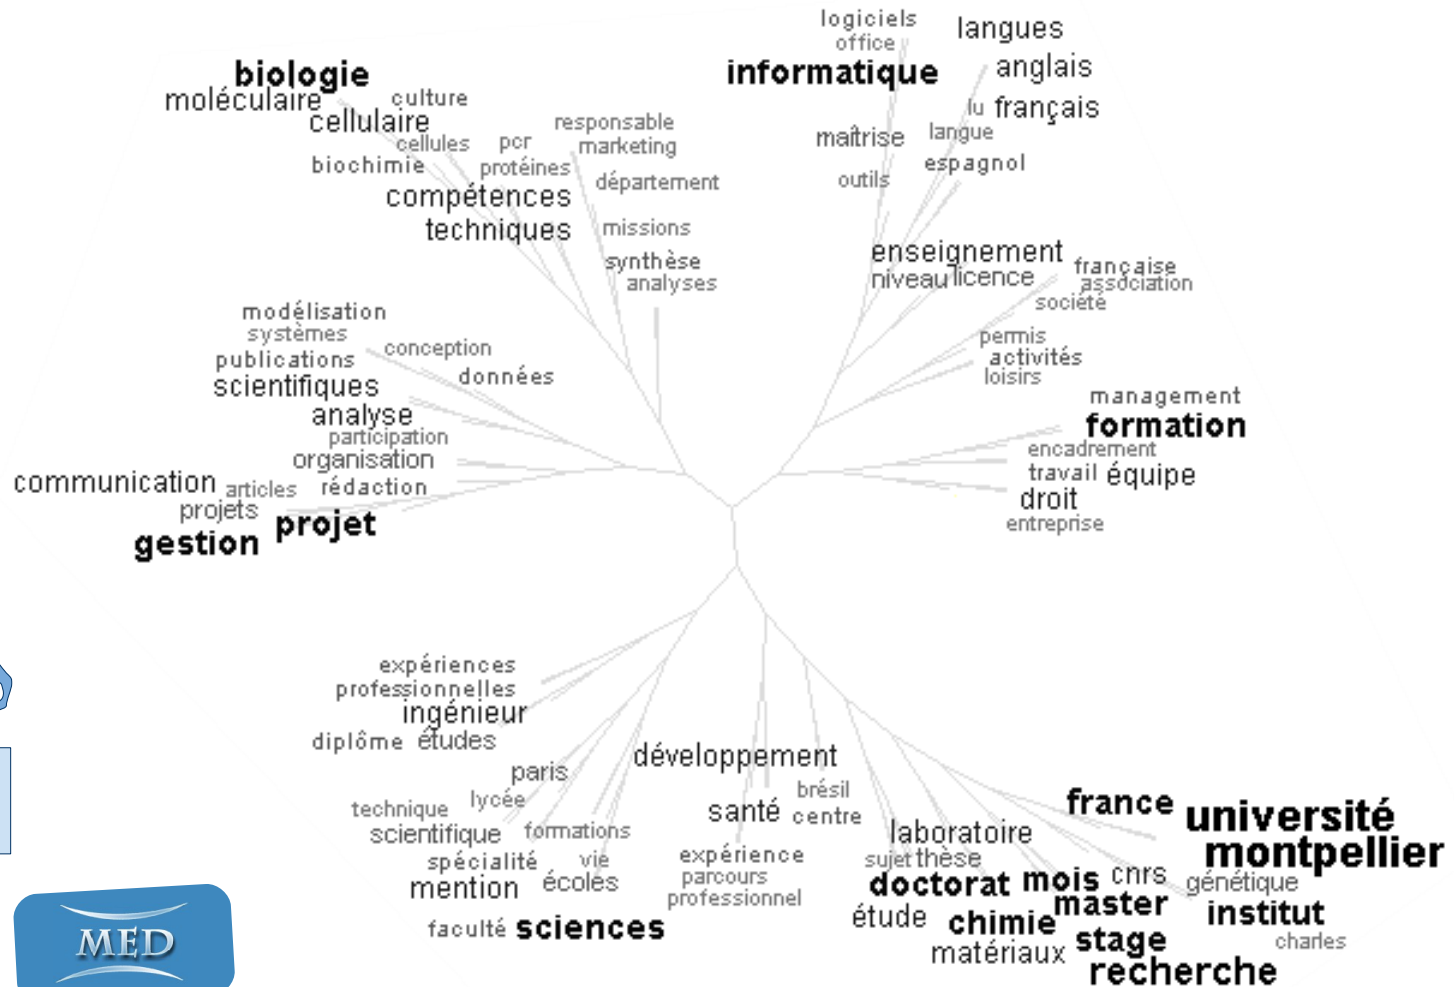 biologie
moléculaire
culture
cellulaire
cellules
pcr
biochimie
protéines
compétences
techniques
responsable
marketing
département
missions
synthèse
analyses
logiciels
office
informatique
maîtrise
outils
langues
anglais
lu français
langue
espagnol
enseignement
niveau licence
française
association
société
permis
activités
loisirs
management
formation
encadrement
travail équipe
droit
entreprise
modélisation
systèmes
conception
publications
données
scientifiques
analyse
participation
organisation
communication articles rédaction
projets
projet
gestion
expériences
professionnelles
ingénieur
diplôme études
paris
technique lycée
scientifique formations
spécialité vie
mention écoles
faculté sciences
développement
brésil
santé centre
expérience
parcours
professionnel
laboratoire
sujet thèse
doctorat mois cnrs
étude chimie master
matériaux stage
recherche
france
université
montpellier
génétique
institut
charles
MED